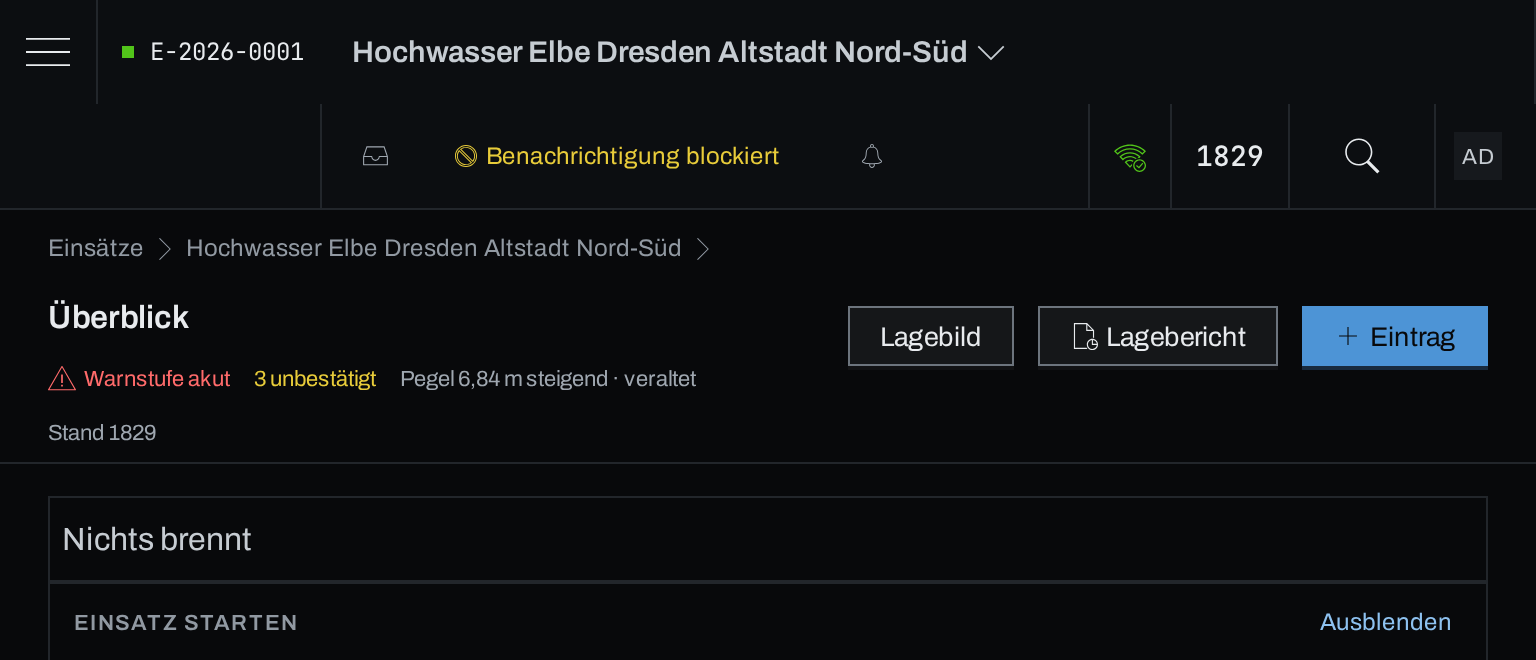 E-2026-0001 Hochwasser Elbe Dresden Altstadt Nord-Süd
Benachrichtigung blockiert 1829 AD
Einsätze Hochwasser Elbe Dresden Altstadt Nord-Süd
Überblick
Lagebild Lagebericht + Eintrag
Warnstufe akut 3 unbestätigt Pegel 6,84 m steigend · veraltet
Stand 1829
Nichts brennt
EINSATZ STARTEN Ausblenden